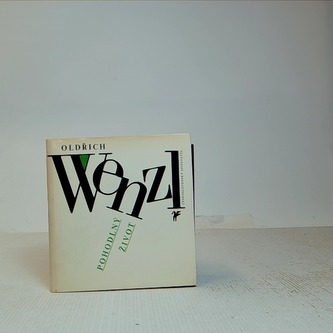 OLDŘICH
Wenzl
POHODLNÝ
ŽIVOT